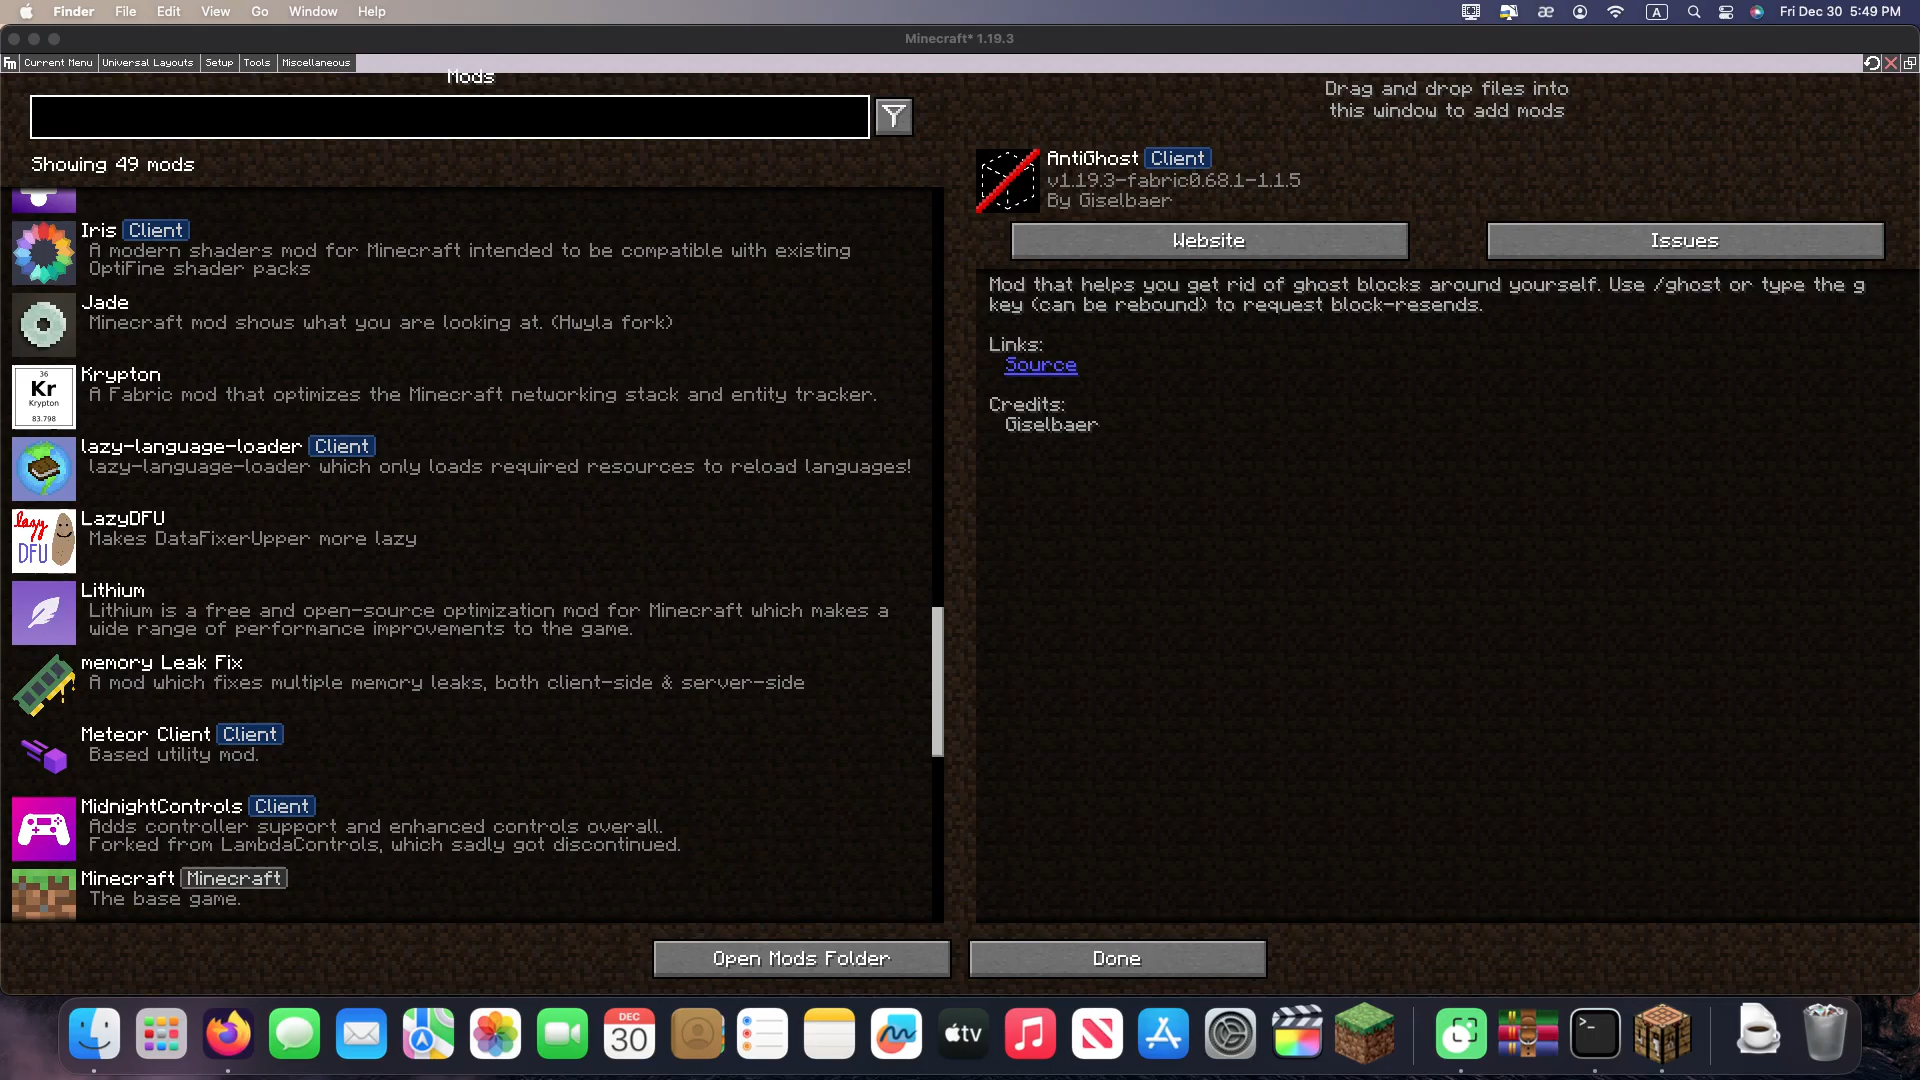 Finder File Edit View Go Window Help
æ A Fri Dec 30 5:49 PM
Minecraft* 1.19.3
Fm Current Menu Universal Layouts Setup Tools Miscellaneous
Mods
Drag and drop files into
this window to add mods
Showing 49 mods
AntiGhost Client
v1.19.3-fabric0.68.1-1.1.5
By Giselbaer
Website Issues
Mod that helps you get rid of ghost blocks around yourself. Use /ghost or type the g
key (can be rebound) to request block-resends.
Links:
Source
Credits:
Giselbaer
Iris Client
A modern shaders mod for Minecraft intended to be compatible with existing
OptiFine shader packs
Jade
Minecraft mod shows what you are looking at. (Hwyla fork)
36
Kr
Krypton
83.798
Krypton
A Fabric mod that optimizes the Minecraft networking stack and entity tracker.
lazy-language-loader Client
lazy-language-loader which only loads required resources to reload languages!
lazy
DFU
LazyDFU
Makes DataFixerUpper more lazy
Lithium
Lithium is a free and open-source optimization mod for Minecraft which makes a
wide range of performance improvements to the game.
memory Leak Fix
A mod which fixes multiple memory leaks, both client-side & server-side
Meteor Client Client
Based utility mod.
MidnightControls Client
Adds controller support and enhanced controls overall.
Forked from LambdaControls, which sadly got discontinued.
Minecraft Minecraft
The base game.
Open Mods Folder Done
DEC
30
tv
>_